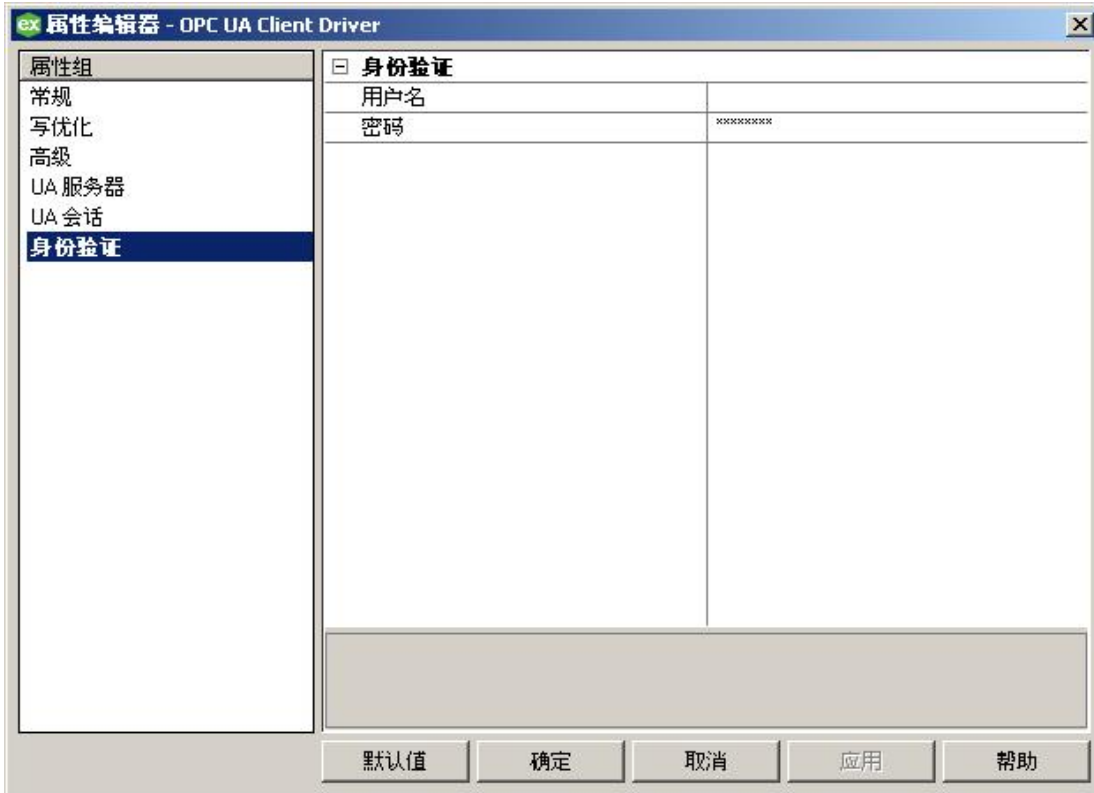 ex 属性编辑器 - OPC UA Client Driver
属性组
常规
写优化
高级
UA 服务器
UA 会话
身份验证
身份验证
用户名
密码 ********
默认值 确定 取消 应用 帮助